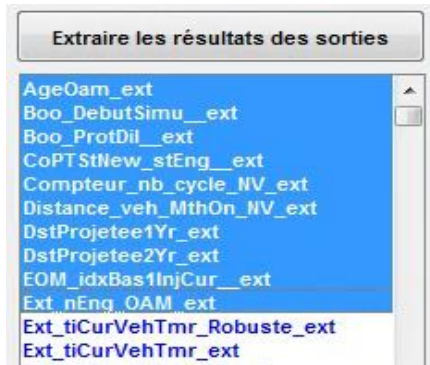 Extraire les résultats des sorties
AgeOam_ext
Boo_DebutSimu__ext
Boo_ProtDil__ext
CoPTStNew_stEng__ext
Compteur_nb_cycle_NV_ext
Distance_veh_MthOn_NV_ext
DstProjetee1Yr_ext
DstProjetee2Yr_ext
EOM_idxBas1InjCur__ext
Ext_nEng_OAM_ext
Ext_tiCurVehTmr_Robuste_ext
Ext_tiCurVehTmr_ext